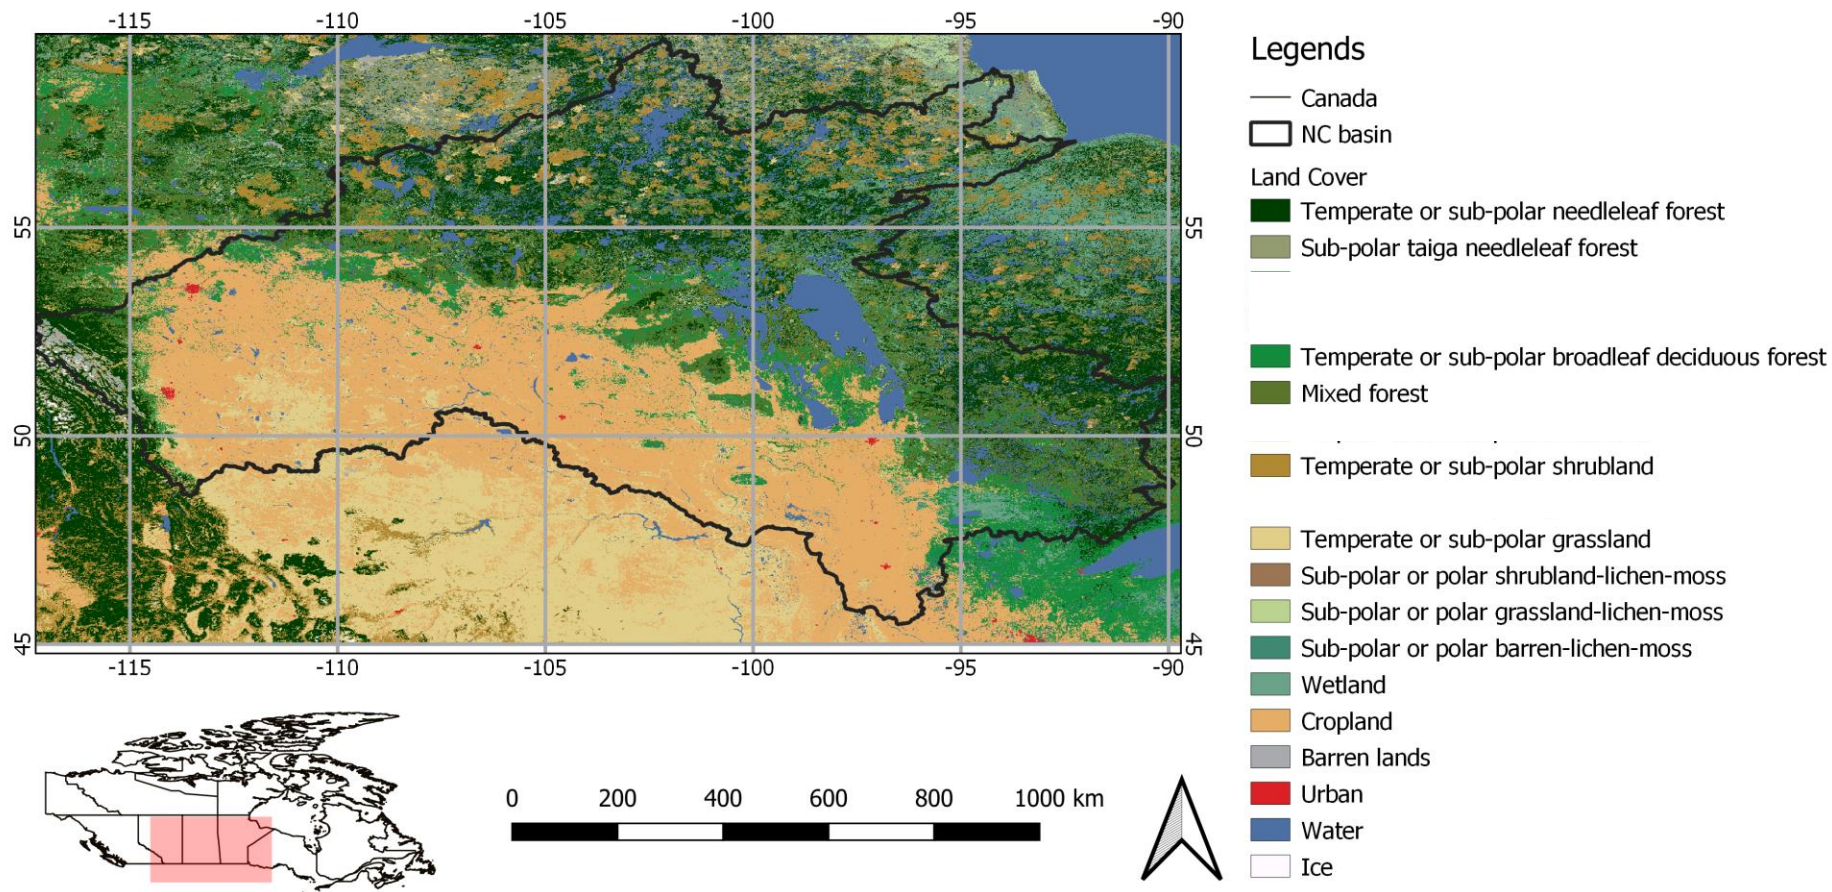 -115 -110 -105 -100 -95 -90
Legends
Canada
NC basin
Land Cover
Temperate or sub-polar needleleaf forest
55 55
Sub-polar taiga needleleaf forest
Temperate or sub-polar broadleaf deciduous forest
Mixed forest
50 50
Temperate or sub-polar shrubland
Temperate or sub-polar grassland
Sub-polar or polar shrubland-lichen-moss
Sub-polar or polar grassland-lichen-moss
45 45
Sub-polar or polar barren-lichen-moss
-115 -110 -105 -100 -95 -90
Wetland
Cropland
Barren lands
0 200 400 600 800 1000 km
Urban
Water
Ice